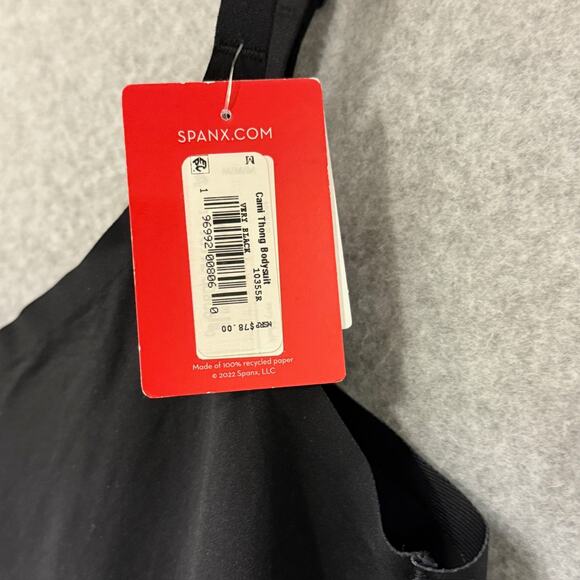 SPANX.COM
M
Cami Thong Bodysuit
10355R
VERY BLACK
1 96992 00806 0
MSRP$78.00
Made of 100% recycled paper
© 2022 Spanx, LLC